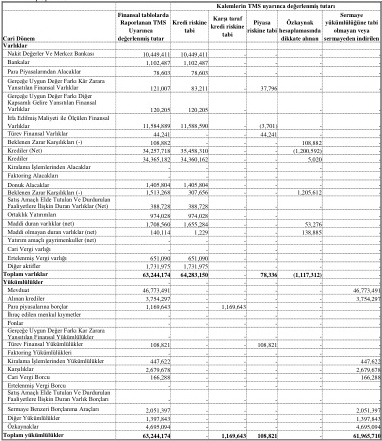 Kalemlerin TMS uyarınca değerlenmiş tutarı
Cari Dönem | Finansal tablolarda Raporlanan TMS Uyarınca değerlenmiş tutar | Kredi riskine tabi | Karşı taraf kredi riskine tabi | Piyasa riskine tabi | Özkaynak hesaplamasında dikkate alınan | Sermaye yükümlülüğüne tabi olmayan veya sermayeden indirilen
Varlıklar
Nakit Değerler Ve Merkez Bankası 10,449,411 10,449,411 - - - -
Bankalar 1,102,487 1,102,487 - - - -
Para Piyasalarından Alacaklar 78,603 78,603 - - - -
Gerçeğe Uygun Değer Farkı Kâr Zarara
Yansıtılan Finansal Varlıklar 121,007 83,211 - 37,796 - -
Gerçeğe Uygun Değer Farkı Diğer
Kapsamlı Gelire Yansıtılan Finansal
Varlıklar 120,205 120,205 - - - -
İtfa Edilmiş Maliyeti ile Ölçülen Finansal
Varlıklar 11,584,889 11,588,590 - (3,701) - -
Türev Finansal Varlıklar 44,241 - - 44,241 - -
Beklenen Zarar Karşılıkları (-) 108,882 - - - 108,882 -
Krediler (Net) 34,257,718 35,458,310 - - (1,200,592) -
Krediler 34,365,182 34,360,162 - - 5,020 -
Kiralama İşlemlerinden Alacaklar - - - - - -
Faktoring Alacakları - - - - - -
Donuk Alacaklar 1,405,804 1,405,804 - - - -
Beklenen Zarar Karşılıkları (-) 1,513,268 307,656 - - 1,205,612 -
Satış Amaçlı Elde Tutulan Ve Durdurulan
Faaliyetlere İlişkin Duran Varlıklar (Net) 388,728 388,728 - - - -
Ortaklık Yatırımları 974,028 974,028 - - - -
Maddi duran varlıklar (net) 1,708,560 1,655,284 - - 53,276 -
Maddi olmayan duran varlıklar (net) 140,114 1,229 - - 138,885 -
Yatırım amaçlı gayrimenkuller (net) - - - - - -
Cari Vergi varlığı - - - - - -
Ertelenmiş Vergi Varlığı 651,090 651,090 - - - -
Diğer aktifler 1,731,975 1,731,975 - - - -
Toplam varlıklar 63,244,174 64,283,150 - 78,336 (1,117,312) -
Yükümlülükler
Mevduat 46,773,491 - - - - 46,773,491
Alınan krediler 3,754,297 - - - - 3,754,297
Para piyasalarına borçlar 1,169,643 - 1,169,643 - - -
İhraç edilen menkul kıymetler - - - - - -
Fonlar - - - - - -
Gerçeğe Uygun Değer Farkı Kar Zarara
Yansıtılan Finansal Yükümlülükler - - - - - -
Türev Finansal Yükümlülükler 108,821 - - 108,821 - -
Faktoring Yükümlülükleri - - - - - -
Kiralama İşlemlerinden Yükümlülükler 447,622 - - - - 447,622
Karşılıklar 2,679,678 - - - - 2,679,678
Cari Vergi Borcu 166,288 - - - - 166,288
Ertelenmiş Vergi Borcu - - - - - -
Satış Amaçlı Elde Tutulan Ve Durdurulan
Faaliyetlere İlişkin Duran Varlık Borçları - - - - - -
Sermaye Benzeri Borçlanma Araçları 2,051,397 - - - - 2,051,397
Diğer Yükümlülükler 1,397,843 - - - - 1,397,843
Özkaynaklar 4,695,094 - - - - 4,695,094
Toplam yükümlülükler 63,244,174 - 1,169,643 108,821 - 61,965,710